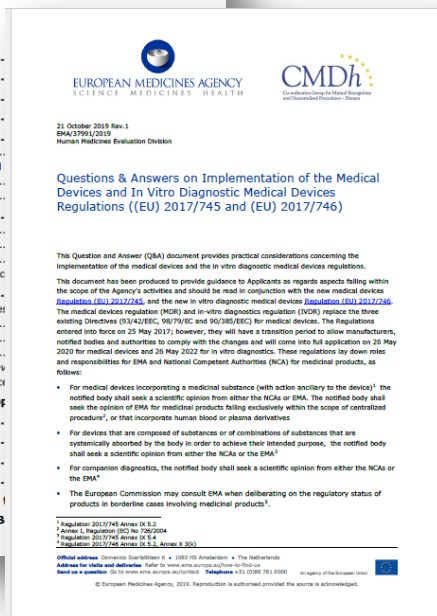 EUROPEAN MEDICINES AGENCY
SCIENCE MEDICINES HEALTH
CMDh
Co-ordination Group for Mutual Recognition
and Decentralised Procedures – Human
21 October 2019 Rev.1
EMA/37991/2019
Human Medicines Evaluation Division
Questions & Answers on Implementation of the Medical
Devices and In Vitro Diagnostic Medical Devices
Regulations ((EU) 2017/745 and (EU) 2017/746)
This Question and Answer (Q&A) document provides practical considerations concerning the
implementation of the medical devices and the in vitro diagnostic medical devices regulations.
This document has been produced to provide guidance to Applicants as regards aspects falling within
the scope of the Agency's activities and should be read in conjunction with the new medical devices
Regulation (EU) 2017/745, and the new in vitro diagnostic medical devices Regulation (EU) 2017/746.
The medical devices regulation (MDR) and in-vitro diagnostics regulation (IVDR) replace the three
existing Directives (93/42/EEC, 98/79/EC and 90/385/EEC) for medical devices. The Regulations
entered into force on 25 May 2017; however, they will have a transition period to allow manufacturers,
notified bodies and authorities to comply with the changes and will come into full application on 26 May
2020 for medical devices and 26 May 2022 for in vitro diagnostics. These regulations lay down roles
and responsibilities for EMA and National Competent Authorities (NCA) for medicinal products, as
follows:
• For medical devices incorporating a medicinal substance (with action ancillary to the device)¹ the
notified body shall seek a scientific opinion from either the NCAs or EMA. The notified body shall
seek the opinion of EMA for medicinal products falling exclusively within the scope of centralized
procedure², or that incorporate human blood or plasma derivatives
• For devices that are composed of substances or of combinations of substances that are
systemically absorbed by the body in order to achieve their intended purpose, the notified body
shall seek a scientific opinion from either the NCAs or the EMA³
• For companion diagnostics, the notified body shall seek a scientific opinion from either the NCAs or
the EMA⁴
• The European Commission may consult EMA when deliberating on the regulatory status of
products in borderline cases involving medicinal products⁵.
¹ Regulation 2017/745 Annex IX 5.2
² Annex I, Regulation (EC) No 726/2004
³ Regulation 2017/745 Annex IX 5.4
⁴ Regulation 2017/746 Annex IX 5.2, Annex X 3(k)
Official address Domenico Scarlattilaan 6 • 1083 HS Amsterdam • The Netherlands
Address for visits and deliveries Refer to www.ema.europa.eu/how-to-find-us
Send us a question Go to www.ema.europa.eu/contact Telephone +31 (0)88 781 6000
An agency of the European Union
© European Medicines Agency, 2019. Reproduction is authorised provided the source is acknowledged.